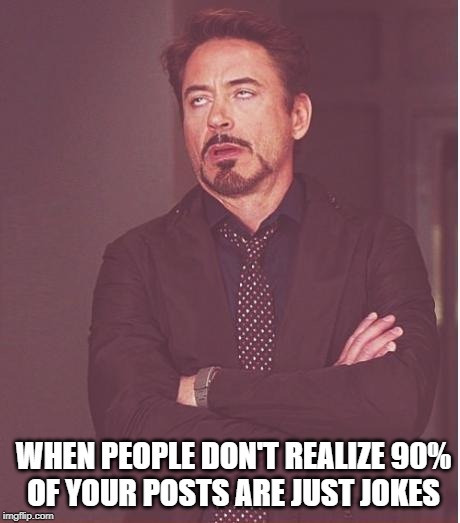 WHEN PEOPLE DON'T REALIZE 90%
OF YOUR POSTS ARE JUST JOKES
imgflip.com